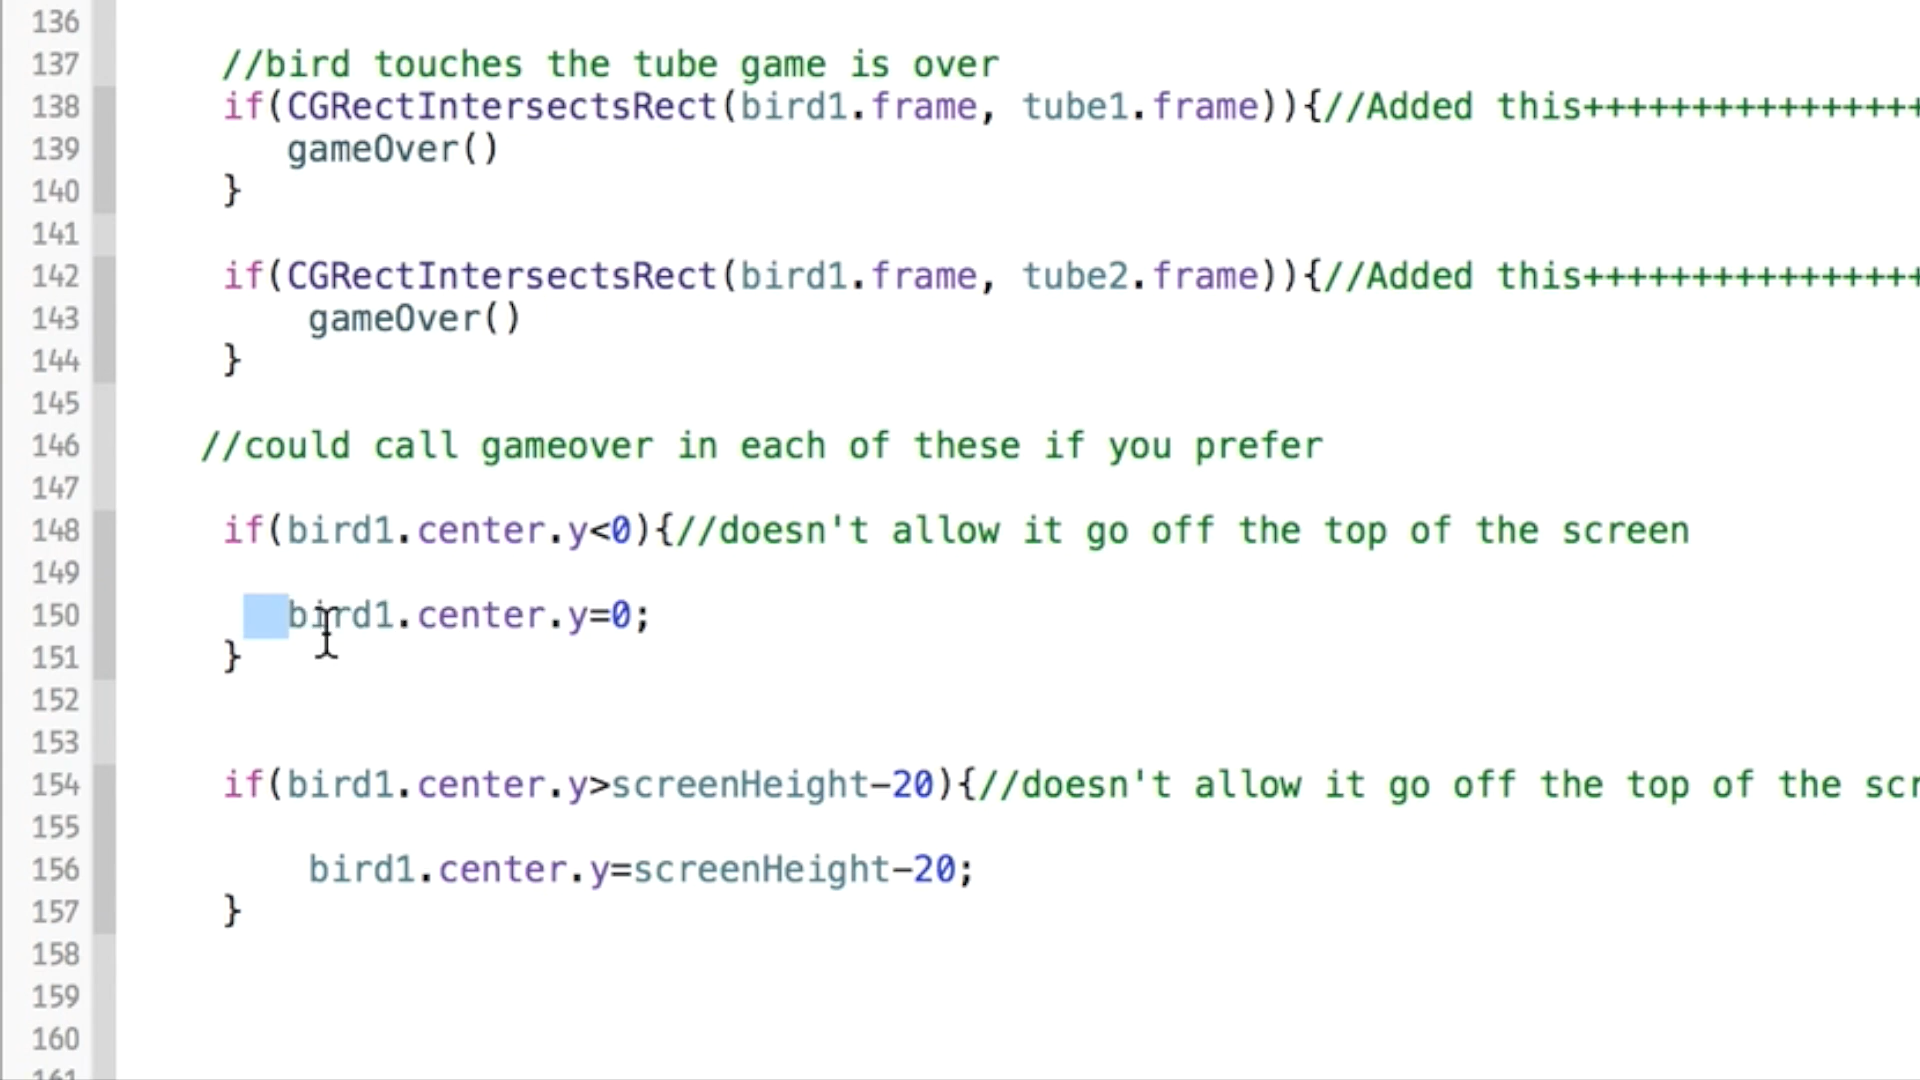 136
137 //bird touches the tube game is over
138 if(CGRectIntersectsRect(bird1.frame, tube1.frame)){//Added this++++++++++++++++
139 gameOver()
140 }
141
142 if(CGRectIntersectsRect(bird1.frame, tube2.frame)){//Added this++++++++++++++++
143 gameOver()
144 }
145
146 //could call gameover in each of these if you prefer
147
148 if(bird1.center.y<0){//doesn't allow it go off the top of the screen
149
150 bird1.center.y=0;
151 }
152
153
154 if(bird1.center.y>screenHeight-20){//doesn't allow it go off the top of the scr
155
156 bird1.center.y=screenHeight-20;
157 }
158
159
160
161